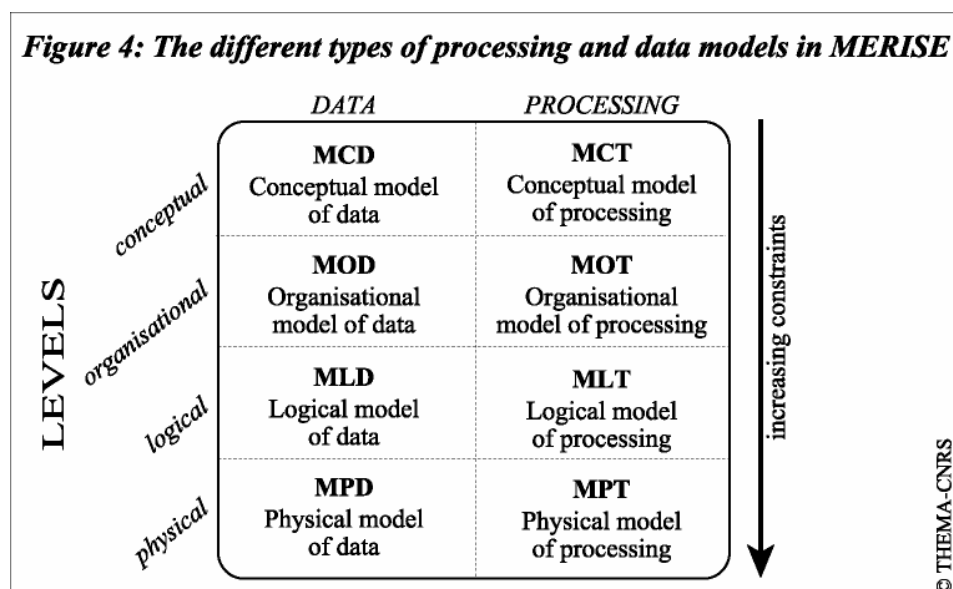 Figure 4: The different types of processing and data models in MERISE
DATA
PROCESSING
LEVELS
conceptual
MCD
Conceptual model
of data
MCT
Conceptual model
of processing
organisational
MOD
Organisational
model of data
MOT
Organisational
model of processing
logical
MLD
Logical model
of data
MLT
Logical model
of processing
physical
MPD
Physical model
of data
MPT
Physical model
of processing
increasing constraints
© THEMA-CNRS